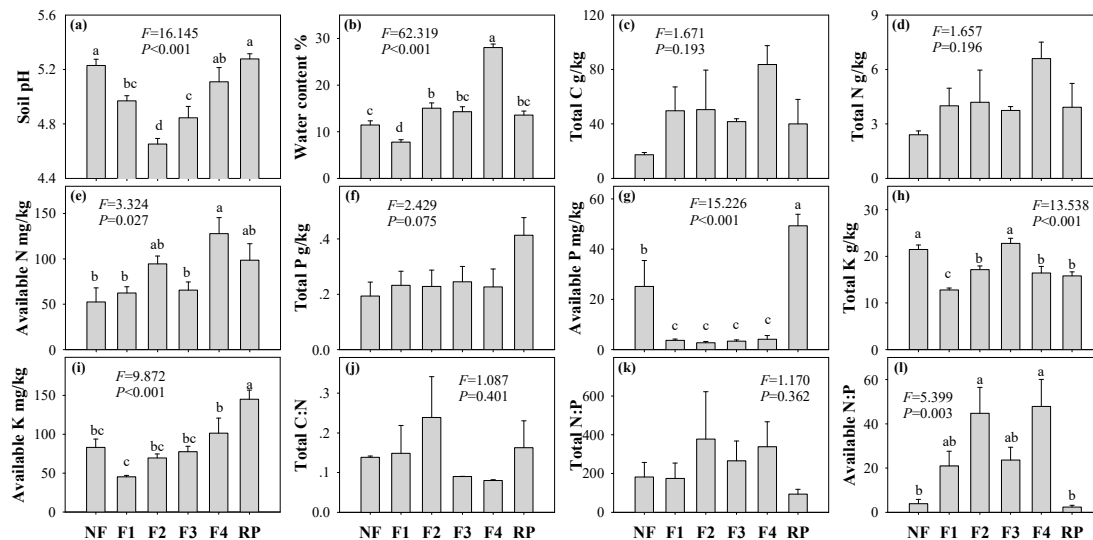 (a)
F=16.145
P<0.001
Soil pH
5.6
5.2
4.8
4.4
a
bc
d
c
ab
a
(b)
F=62.319
P<0.001
Water content %
30
20
10
0
c
d
b
bc
a
bc
(c)
F=1.671
P=0.193
Total C g/kg
120
80
40
0
(d)
F=1.657
P=0.196
Total N g/kg
9
6
3
0
(e)
F=3.324
P=0.027
Available N mg/kg
150
100
50
0
b
b
ab
b
a
ab
(f)
F=2.429
P=0.075
Total P g/kg
.4
.2
0.0
(g)
F=15.226
P<0.001
Available P mg/kg
60
40
20
0
b
c
c
c
c
a
(h)
F=13.538
P<0.001
Total K g/kg
30
20
10
0
a
c
b
a
b
b
(i)
F=9.872
P<0.001
Available K mg/kg
150
100
50
0
bc
c
bc
bc
b
a
NF F1 F2 F3 F4 RP
(j)
F=1.087
P=0.401
Total C:N
.3
.2
.1
0.0
NF F1 F2 F3 F4 RP
(k)
F=1.170
P=0.362
Total N:P
600
400
200
0
NF F1 F2 F3 F4 RP
(l)
F=5.399
P=0.003
Available N:P
60
40
20
0
b
ab
a
ab
a
b
NF F1 F2 F3 F4 RP